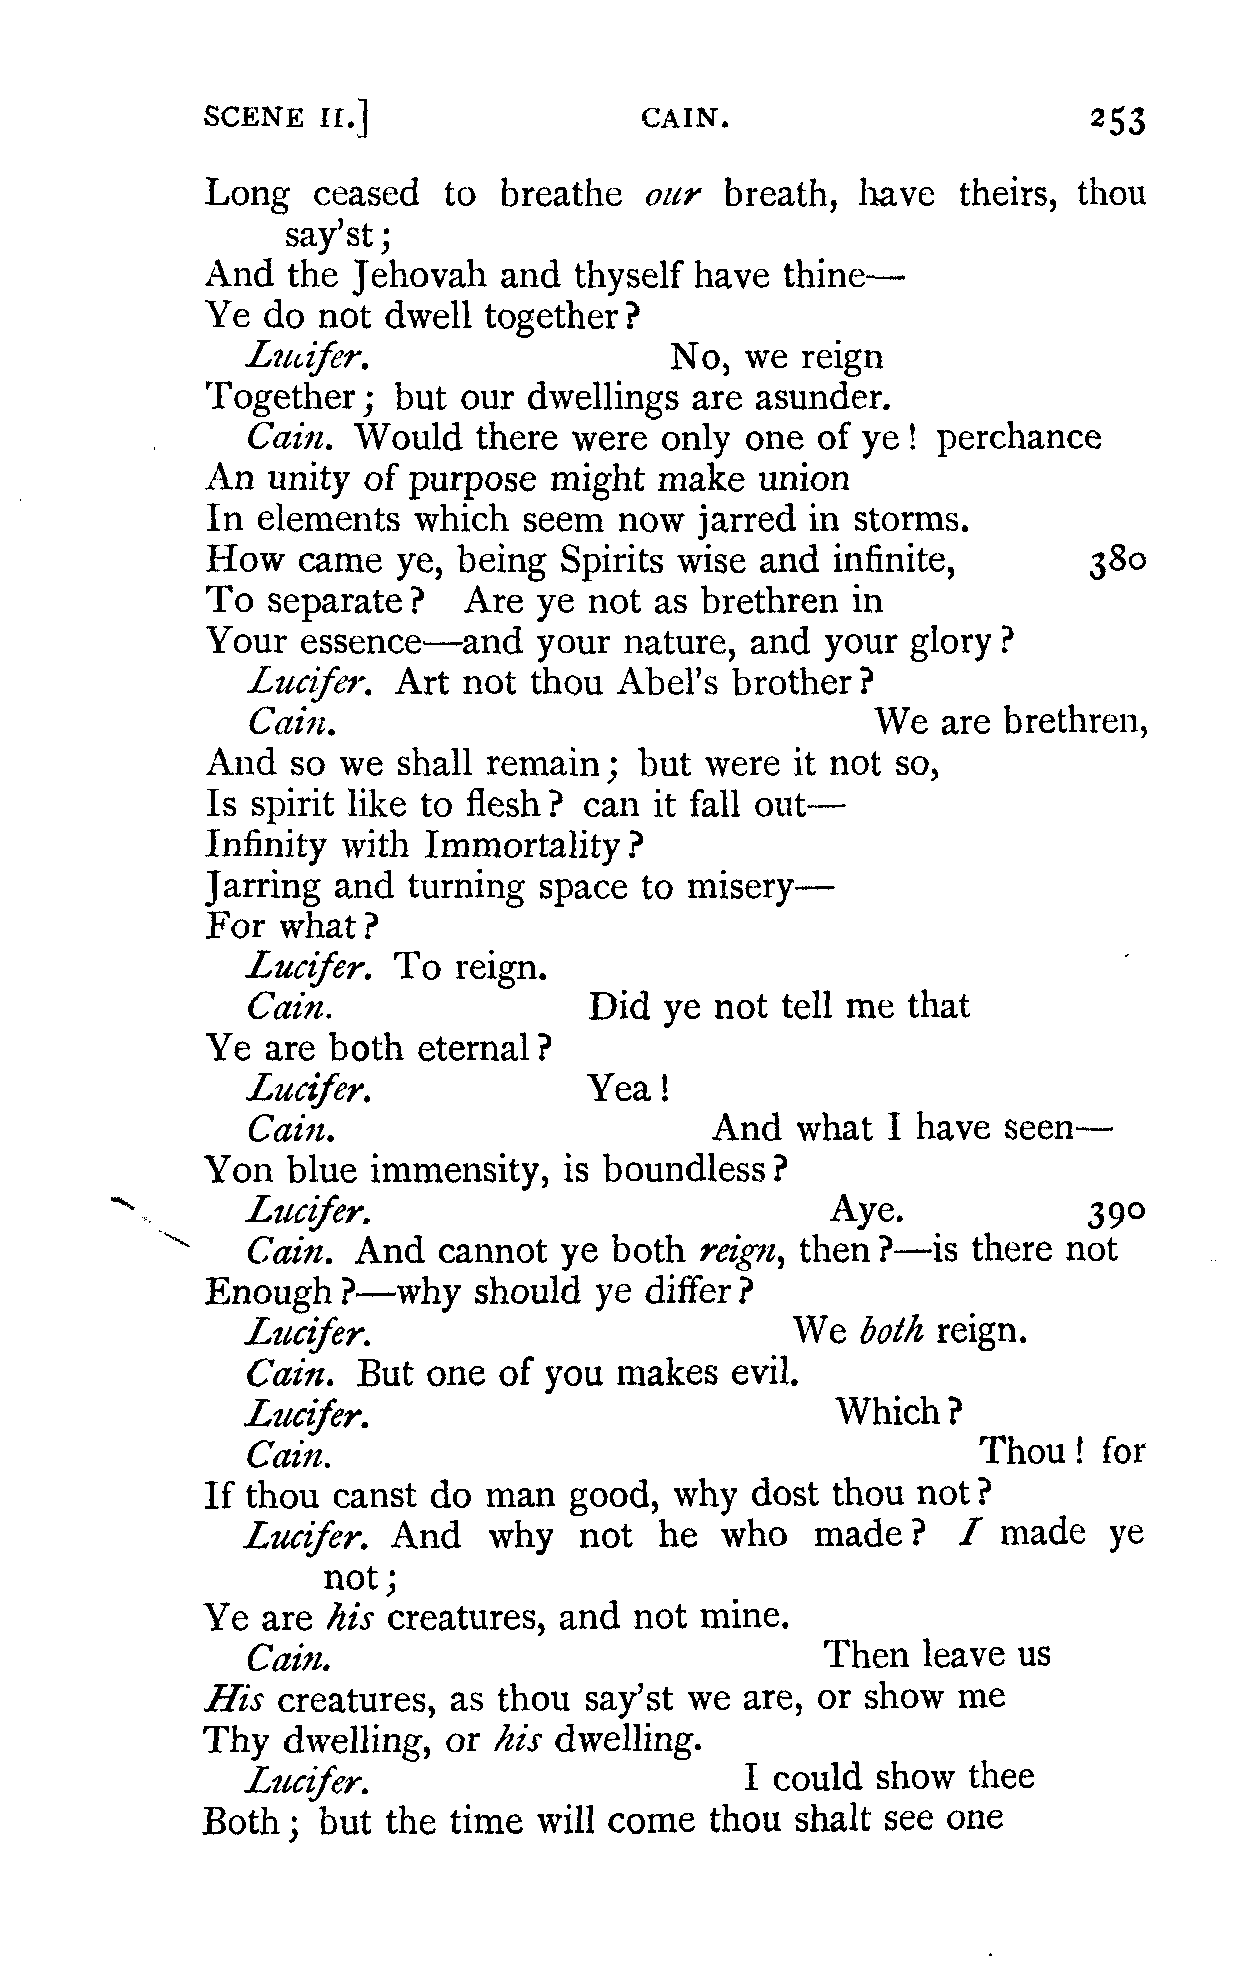 SCENE II.] CAIN. 253
Long ceased to breathe our breath, have theirs, thou
say'st;
And the Jehovah and thyself have thine—
Ye do not dwell together?
Lucifer. No, we reign
Together; but our dwellings are asunder.
Cain. Would there were only one of ye! perchance
An unity of purpose might make union
In elements which seem now jarred in storms.
How came ye, being Spirits wise and infinite, 380
To separate? Are ye not as brethren in
Your essence—and your nature, and your glory?
Lucifer. Art not thou Abel's brother?
Cain. We are brethren,
And so we shall remain; but were it not so,
Is spirit like to flesh? can it fall out—
Infinity with Immortality?
Jarring and turning space to misery—
For what?
Lucifer. To reign.
Cain. Did ye not tell me that
Ye are both eternal?
Lucifer. Yea!
Cain. And what I have seen—
Yon blue immensity, is boundless?
Lucifer. Aye. 390
Cain. And cannot ye both reign, then?—is there not
Enough?—why should ye differ?
Lucifer. We both reign.
Cain. But one of you makes evil.
Lucifer. Which?
Cain. Thou! for
If thou canst do man good, why dost thou not?
Lucifer. And why not he who made? I made ye
not;
Ye are his creatures, and not mine.
Cain. Then leave us
His creatures, as thou say'st we are, or show me
Thy dwelling, or his dwelling.
Lucifer. I could show thee
Both; but the time will come thou shalt see one